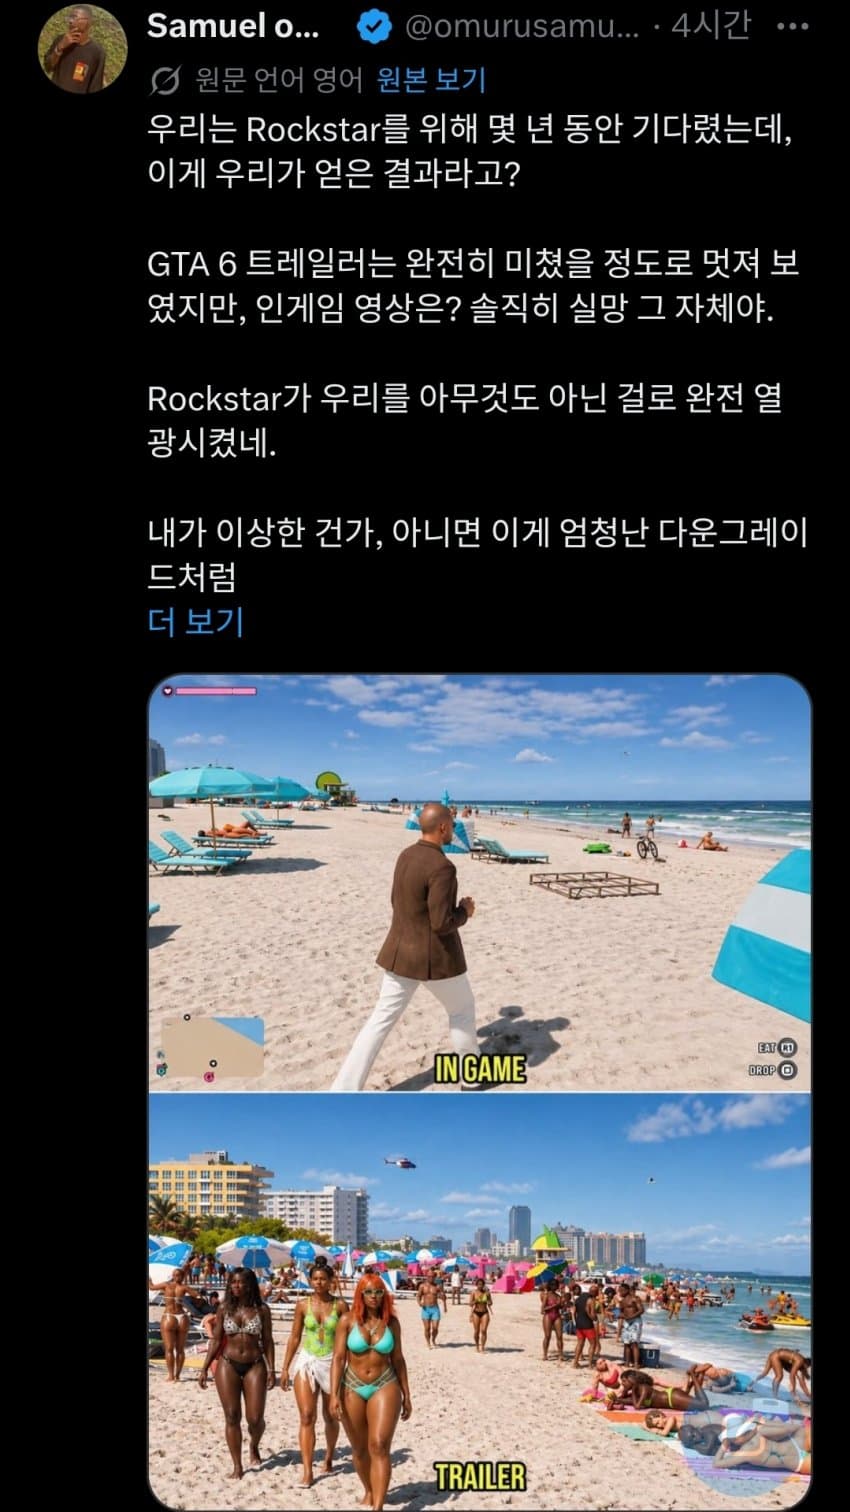 Samuel o... @omurusamu... · 4시간
원문 언어 영어 원본 보기
우리는 Rockstar를 위해 몇 년 동안 기다렸는데,
이게 우리가 얻은 결과라고?
GTA 6 트레일러는 완전히 미쳤을 정도로 멋져 보
였지만, 인게임 영상은? 솔직히 실망 그 자체야.
Rockstar가 우리를 아무것도 아닌 걸로 완전 열
광시켰네.
내가 이상한 건가, 아니면 이게 엄청난 다운그레이
드처럼
더 보기
EAT R1
DROP
IN GAME
TRAILER